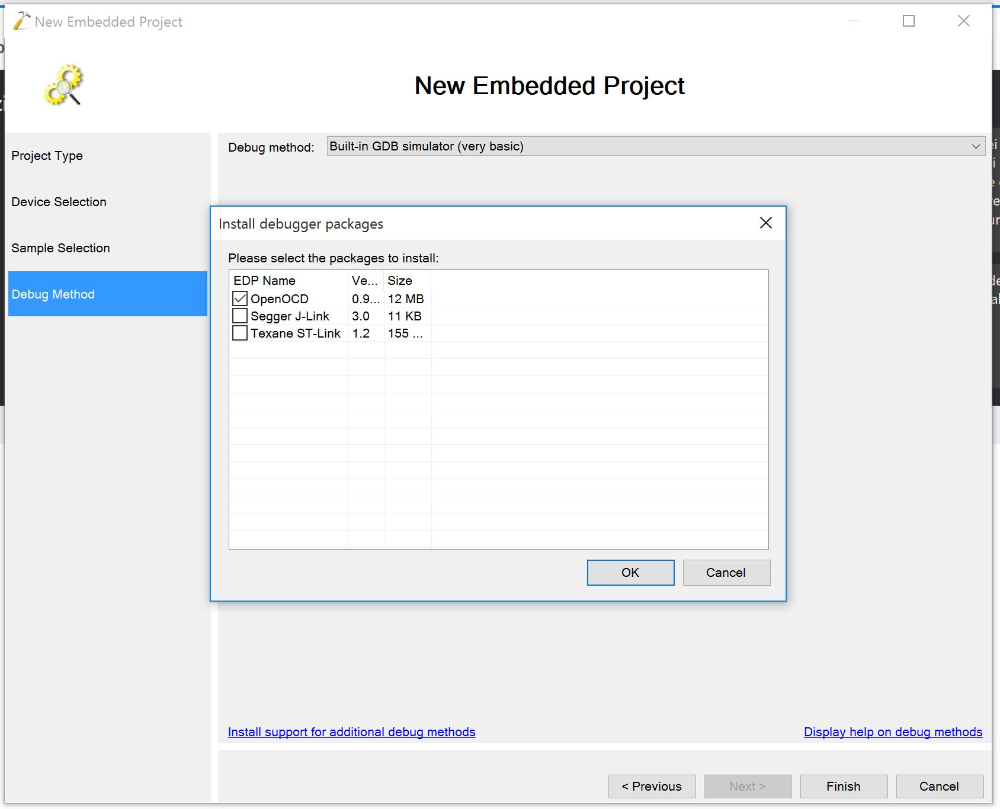 New Embedded Project
New Embedded Project
Project Type
Device Selection
Sample Selection
Debug Method
Debug method: Built-in GDB simulator (very basic)
Install debugger packages
Please select the packages to install:
EDP Name Ve... Size
OpenOCD 0.9... 12 MB
Segger J-Link 3.0 11 KB
Texane ST-Link 1.2 155 ...
OK Cancel
Install support for additional debug methods Display help on debug methods
< Previous Next > Finish Cancel